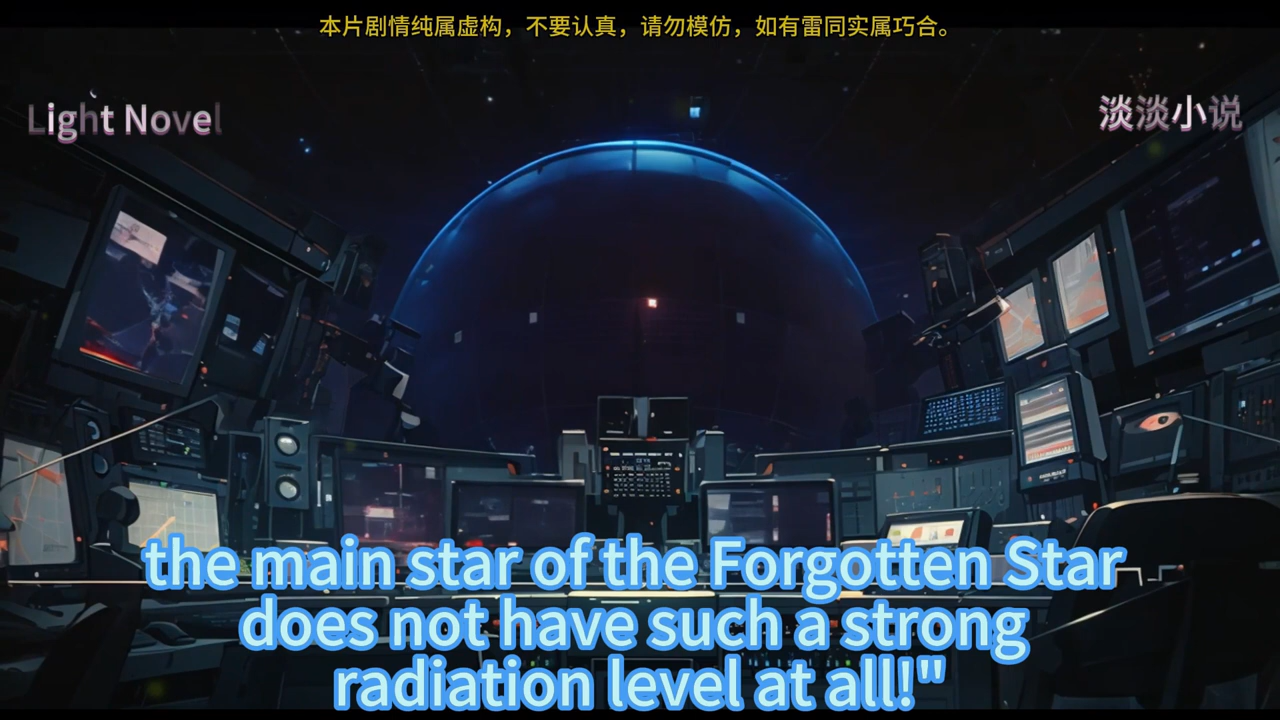 本片剧情纯属虚构，不要认真，请勿模仿，如有雷同实属巧合。
Light Novel
淡淡小说
the main star of the Forgotten Star
does not have such a strong
radiation level at all!"